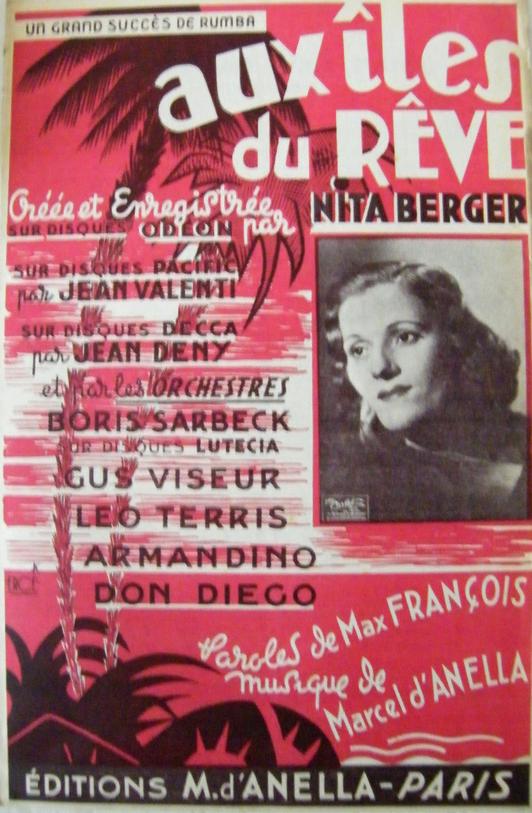 UN GRAND SUCCÈS DE RUMBA
aux îles
du RÊVE
Créée et Enregistrée
par NITA BERGER
SUR DISQUES ODÉON
SUR DISQUES PACIFIC
par JEAN VALENTI
SUR DISQUES DECCA
par JEAN DENY
et par les ORCHESTRES
BORIS SARBECK
UR DISQUES LUTECIA
GUS VISEUR
LEO TERRIS
ARMANDINO
DON DIEGO
Paroles de Max FRANÇOIS
musique de
Marcel d'ANELLA
ÉDITIONS M.d'ANELLA-PARIS